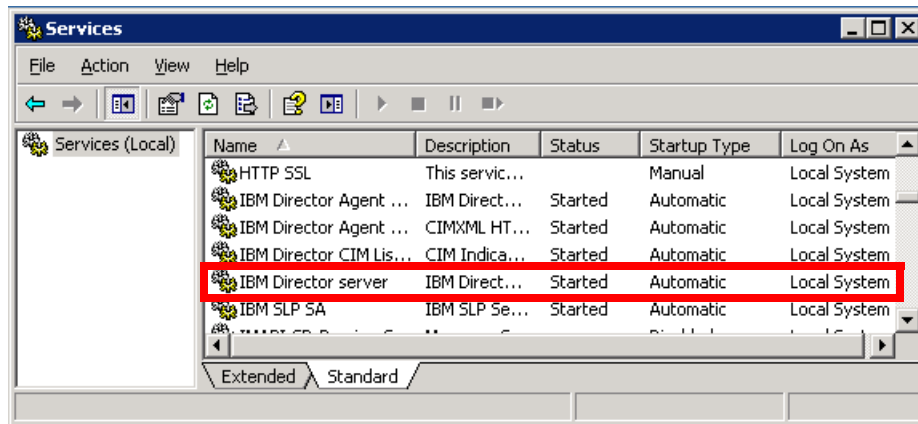 Services
File Action View Help
Services (Local)
Name Description Status Startup Type Log On As
HTTP SSL This servic... Manual Local System
IBM Director Agent ... IBM Direct... Started Automatic Local System
IBM Director Agent ... CIMXML HT... Started Automatic Local System
IBM Director CIM Lis... CIM Indica... Started Automatic Local System
IBM Director server IBM Direct... Started Automatic Local System
IBM SLP SA IBM SLP Se... Started Automatic Local System
Extended Standard